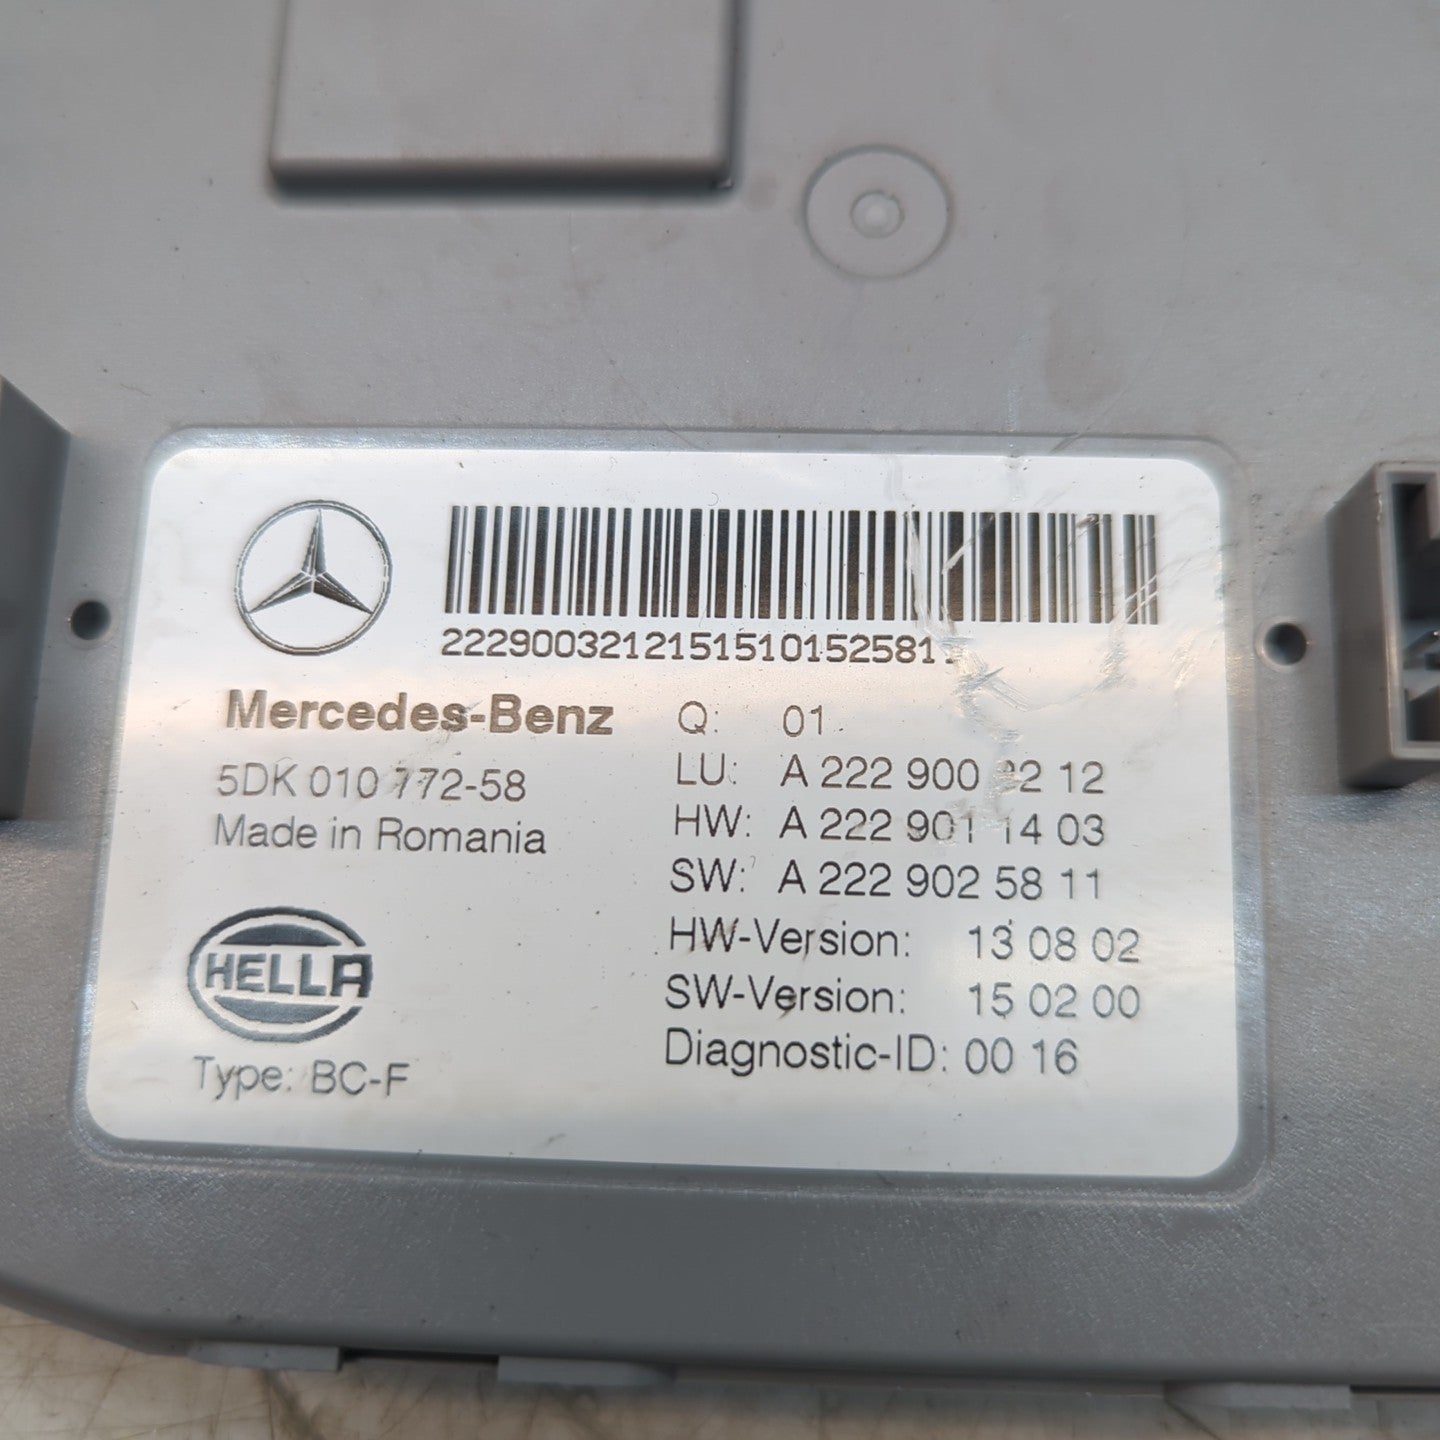 22290032121515101525811
Mercedes-Benz
5DK 010 772-58
Made in Romania
HELLA
Type: BC-F
Q: 01
LU: A 222 900 12
HW: A 222 901 14 03
SW: A 222 902 58 11
HW-Version: 13 08 02
SW-Version: 15 02 00
Diagnostic-ID: 00 16